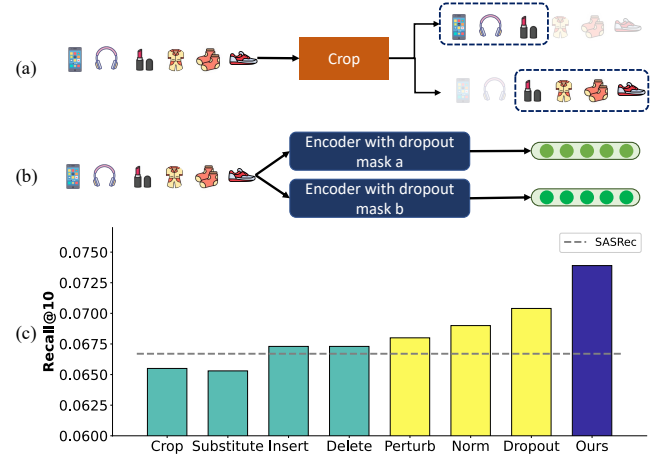 (a)
Crop
(b)
Encoder with dropout
mask a
Encoder with dropout
mask b
(c)
Recall@10
0.0750
0.0725
0.0700
0.0675
0.0650
0.0625
0.0600
SASRec
Crop Substitute Insert Delete Perturb Norm Dropout Ours